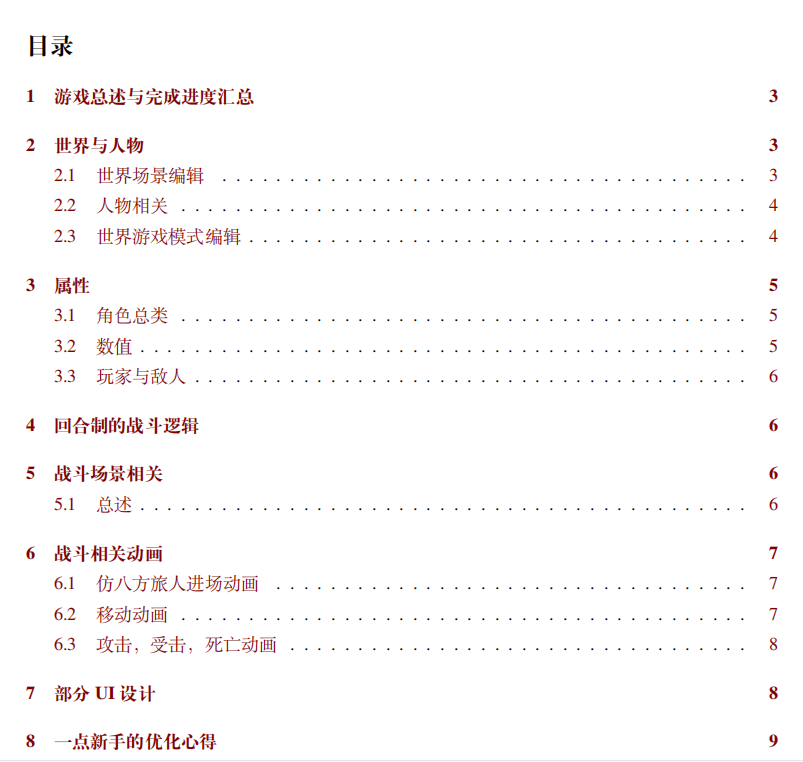 目录
1 游戏总述与完成进度汇总 3
2 世界与人物 3
2.1 世界场景编辑 . . . . . . . . . . . . . . . . . . . . . . . . . . . . . . . . . . . . . . . 3
2.2 人物相关 . . . . . . . . . . . . . . . . . . . . . . . . . . . . . . . . . . . . . . . . . . 4
2.3 世界游戏模式编辑 . . . . . . . . . . . . . . . . . . . . . . . . . . . . . . . . . . . . . 4
3 属性 5
3.1 角色总类 . . . . . . . . . . . . . . . . . . . . . . . . . . . . . . . . . . . . . . . . . . 5
3.2 数值 . . . . . . . . . . . . . . . . . . . . . . . . . . . . . . . . . . . . . . . . . . . . . 5
3.3 玩家与敌人 . . . . . . . . . . . . . . . . . . . . . . . . . . . . . . . . . . . . . . . . . 6
4 回合制的战斗逻辑 6
5 战斗场景相关 6
5.1 总述 . . . . . . . . . . . . . . . . . . . . . . . . . . . . . . . . . . . . . . . . . . . . . 6
6 战斗相关动画 7
6.1 仿八方旅人进场动画 . . . . . . . . . . . . . . . . . . . . . . . . . . . . . . . . . . . 7
6.2 移动动画 . . . . . . . . . . . . . . . . . . . . . . . . . . . . . . . . . . . . . . . . . . 7
6.3 攻击，受击，死亡动画 . . . . . . . . . . . . . . . . . . . . . . . . . . . . . . . . . . 8
7 部分 UI 设计 8
8 一点新手的优化心得 9